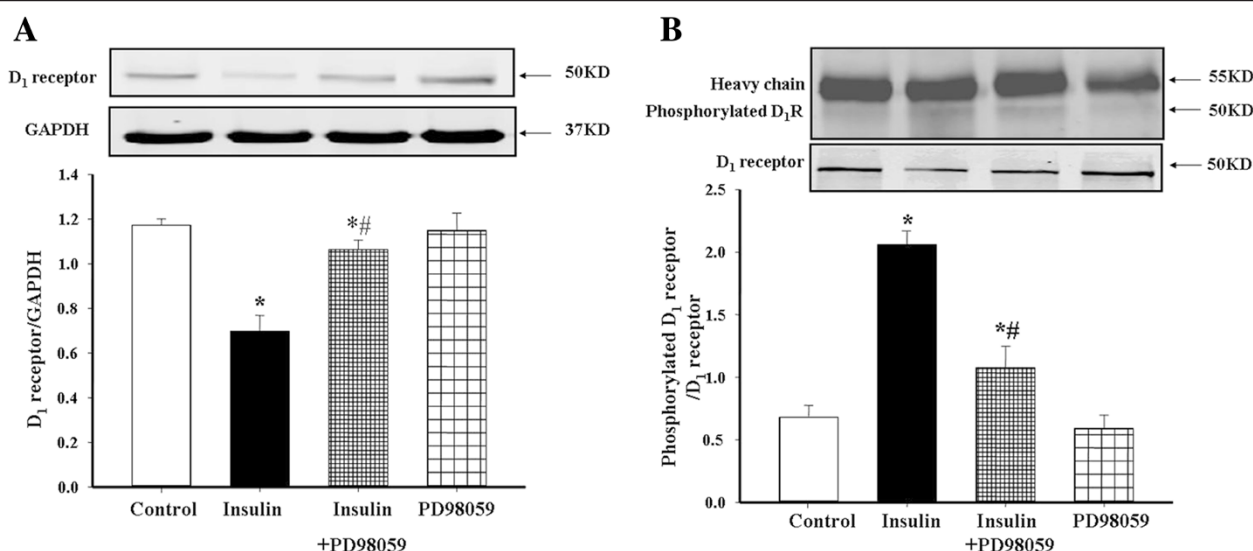 A
D1 receptor
50KD
GAPDH
37KD
1.4
1.2
1.0
0.8
0.6
0.4
0.2
0.0
D1 receptor/GAPDH
*
*#
Control Insulin Insulin PD98059
+PD98059
B
Heavy chain
55KD
Phosphorylated D1R
50KD
D1 receptor
50KD
2.5
2.0
1.5
1.0
0.5
0.0
Phosphorylated D1 receptor
/D1 receptor
*
*#
Control Insulin Insulin PD98059
+PD98059